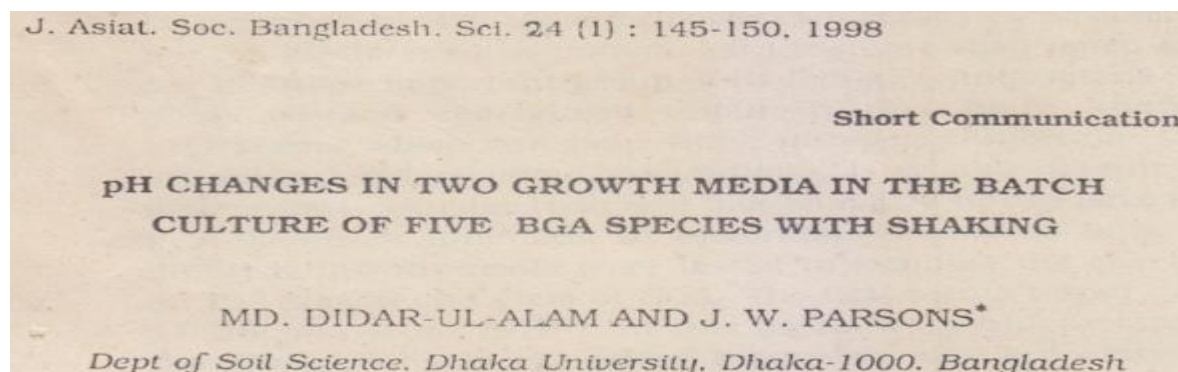 J. Asiat. Soc. Bangladesh. Sci. 24 (1) : 145-150, 1998
Short Communication
pH CHANGES IN TWO GROWTH MEDIA IN THE BATCH
CULTURE OF FIVE BGA SPECIES WITH SHAKING
MD. DIDAR-UL-ALAM AND J. W. PARSONS*
Dept of Soil Science, Dhaka University, Dhaka-1000, Bangladesh